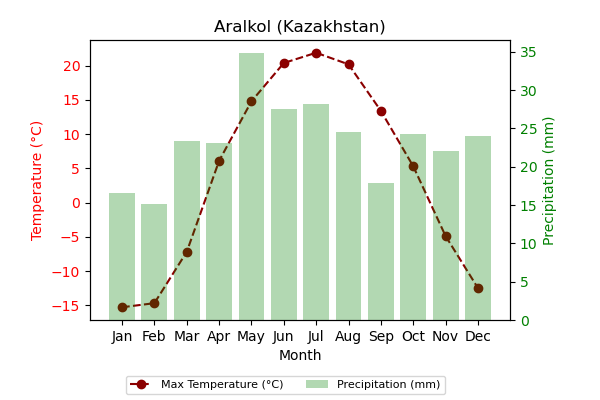 Aralkol (Kazakhstan)
Temperature (°C)
20
15
10
5
0
−5
−10
−15
35
30
25
20
15
10
5
0
Precipitation (mm)
Jan Feb Mar Apr May Jun Jul Aug Sep Oct Nov Dec
Month
Max Temperature (°C) Precipitation (mm)